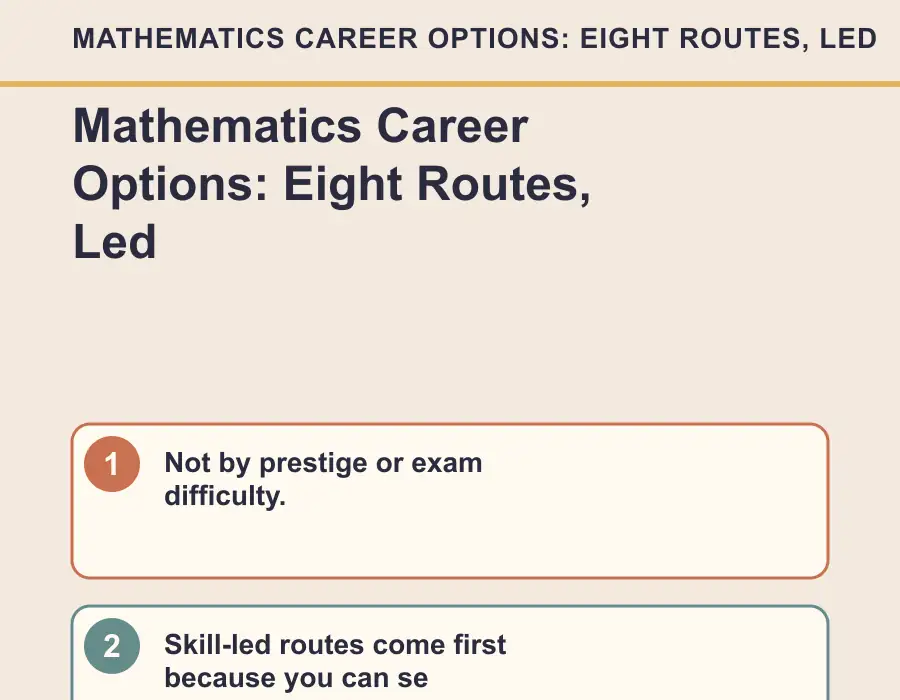 MATHEMATICS CAREER OPTIONS: EIGHT ROUTES, LED
Mathematics Career
Options: Eight Routes,
Led
1
Not by prestige or exam
difficulty.
2
Skill-led routes come first
because you can se